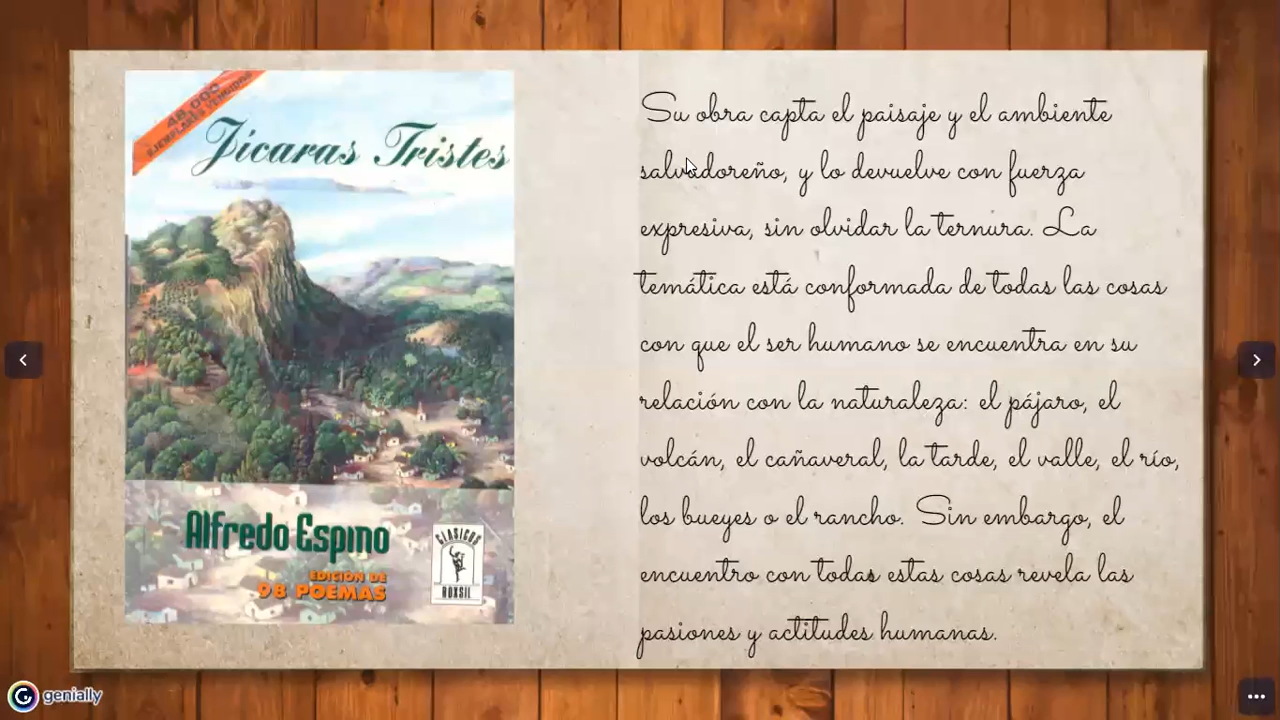 48,000
EJEMPLARES VENDIDOS
Jícaras Tristes
Alfredo Espino
EDICION DE
98 POEMAS
CLASICOS
ROXSIL
Su obra capta el paisaje y el ambiente
salvadoreño, y lo devuelve con fuerza
expresiva, sin olvidar la ternura. La
temática está conformada de todas las cosas
con que el ser humano se encuentra en su
relación con la naturaleza: el pájaro, el
volcán, el cañaveral, la tarde, el valle, el río,
los bueyes o el rancho. Sin embargo, el
encuentro con todas estas cosas revela las
pasiones y actitudes humanas.
genially